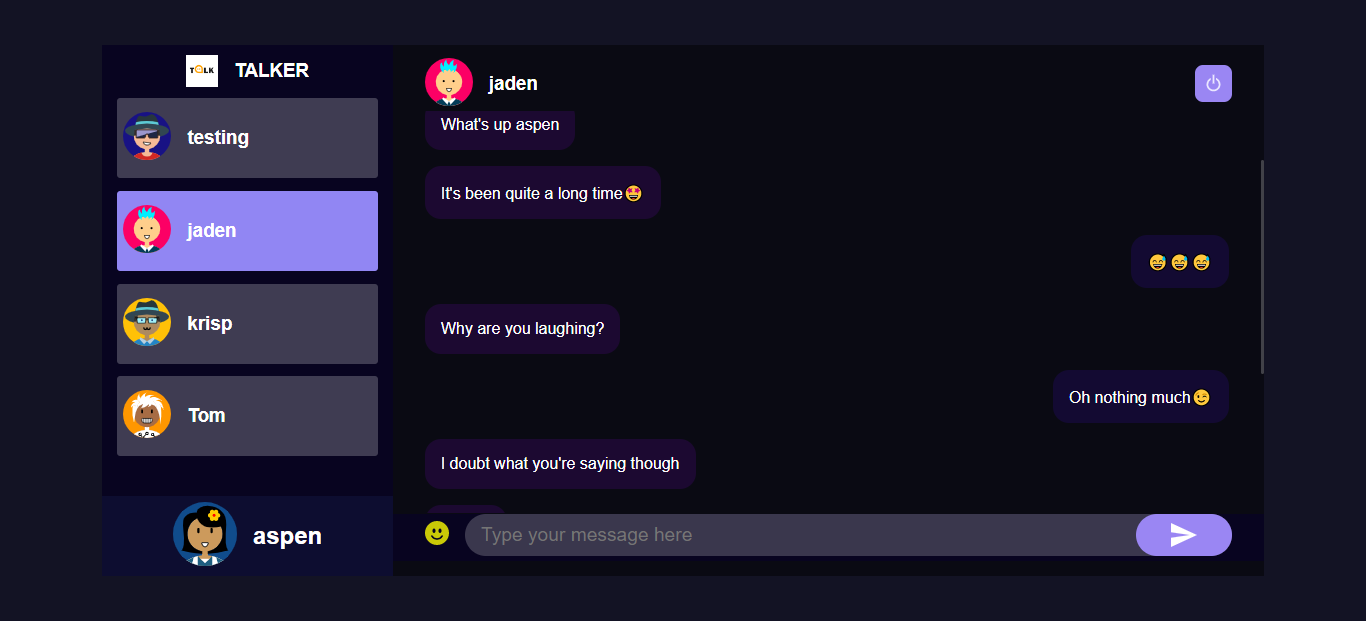 TALK
TALKER
testing
jaden
krisp
Tom
aspen
jaden
What's up aspen
It's been quite a long time🤩
😅😅😅
Why are you laughing?
Oh nothing much😉
I doubt what you're saying though
Type your message here